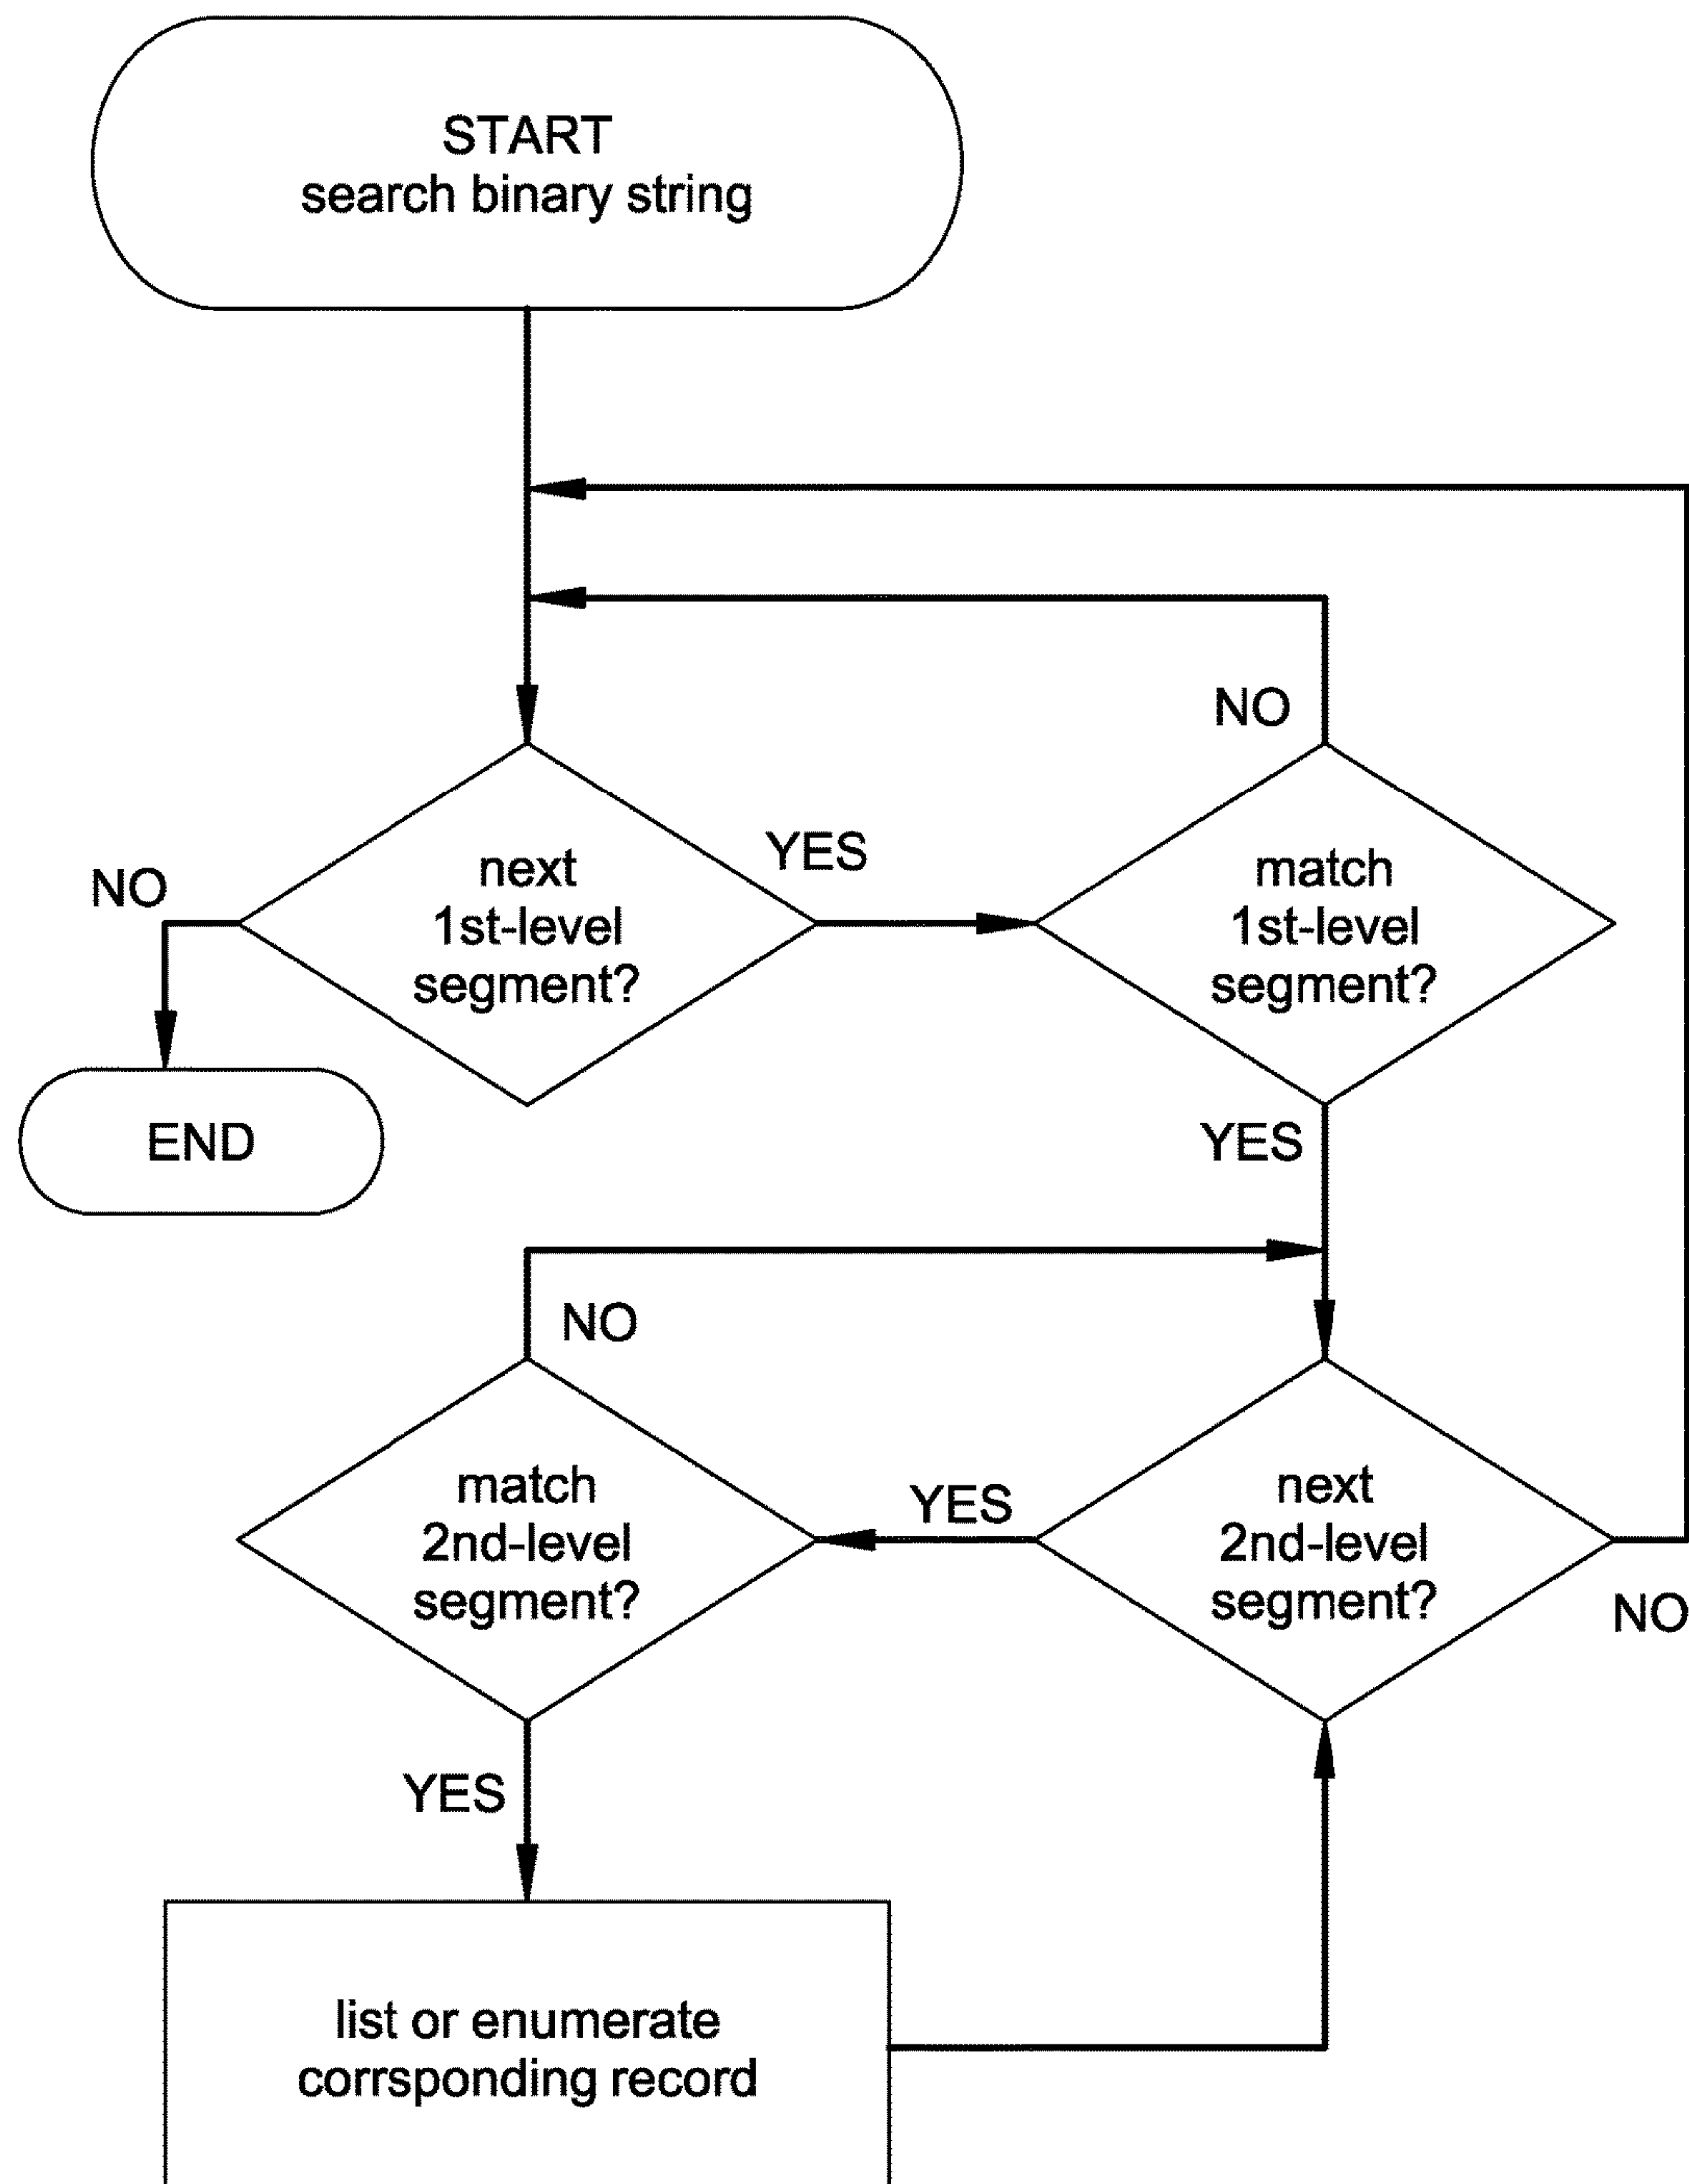 START
search binary string
NO
NO
YES
next
1st-level
segment?
match
1st-level
segment?
END
YES
NO
match
2nd-level
segment?
YES
next
2nd-level
segment?
NO
YES
list or enumerate
corrsponding record